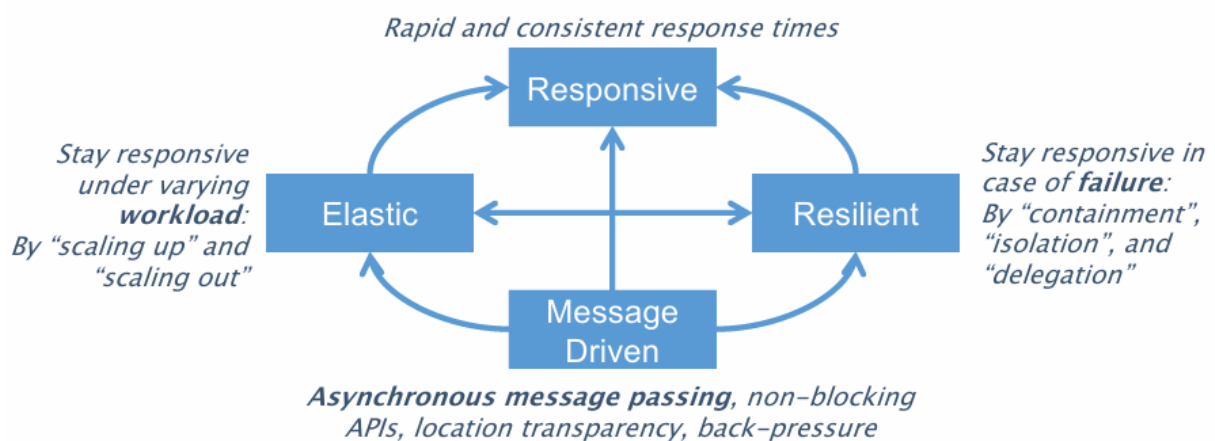 Rapid and consistent response times
Responsive
Stay responsive
under varying
workload:
By “scaling up” and
“scaling out”
Elastic
Resilient
Stay responsive in
case of failure:
By “containment”,
“isolation”, and
“delegation”
Message
Driven
Asynchronous message passing, non-blocking
APIs, location transparency, back-pressure